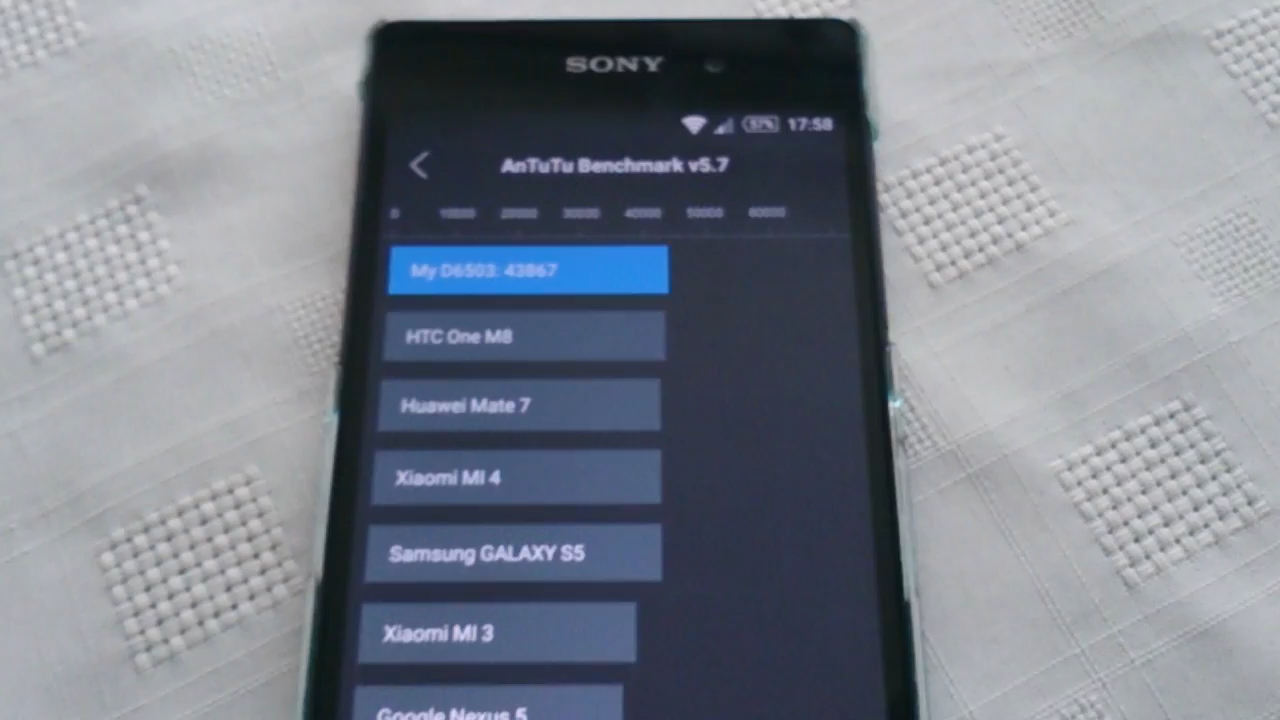 SONY
57% 17:58
AnTuTu Benchmark v5.7
0 10000 20000 30000 40000 50000 60000
My D6503: 43867
HTC One M8
Huawei Mate 7
Xiaomi MI 4
Samsung GALAXY S5
Xiaomi MI 3
Google Nexus 5